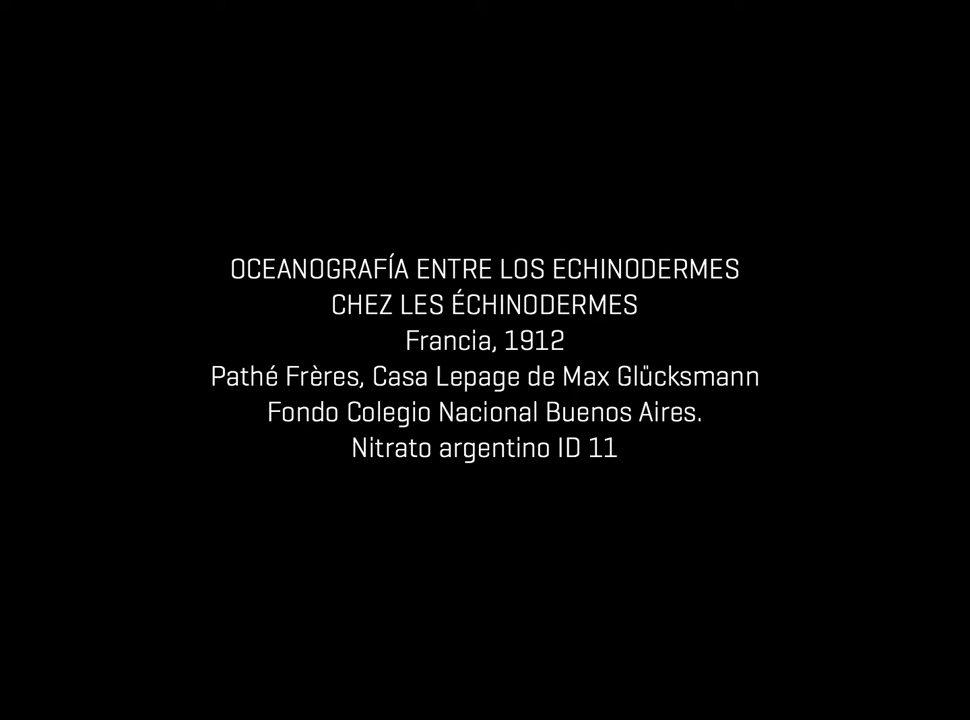 OCEANOGRAFÍA ENTRE LOS ECHINODERMES
CHEZ LES ÉCHINODERMES
Francia, 1912
Pathé Frères, Casa Lepage de Max Glücksmann
Fondo Colegio Nacional Buenos Aires.
Nitrato argentino ID 11